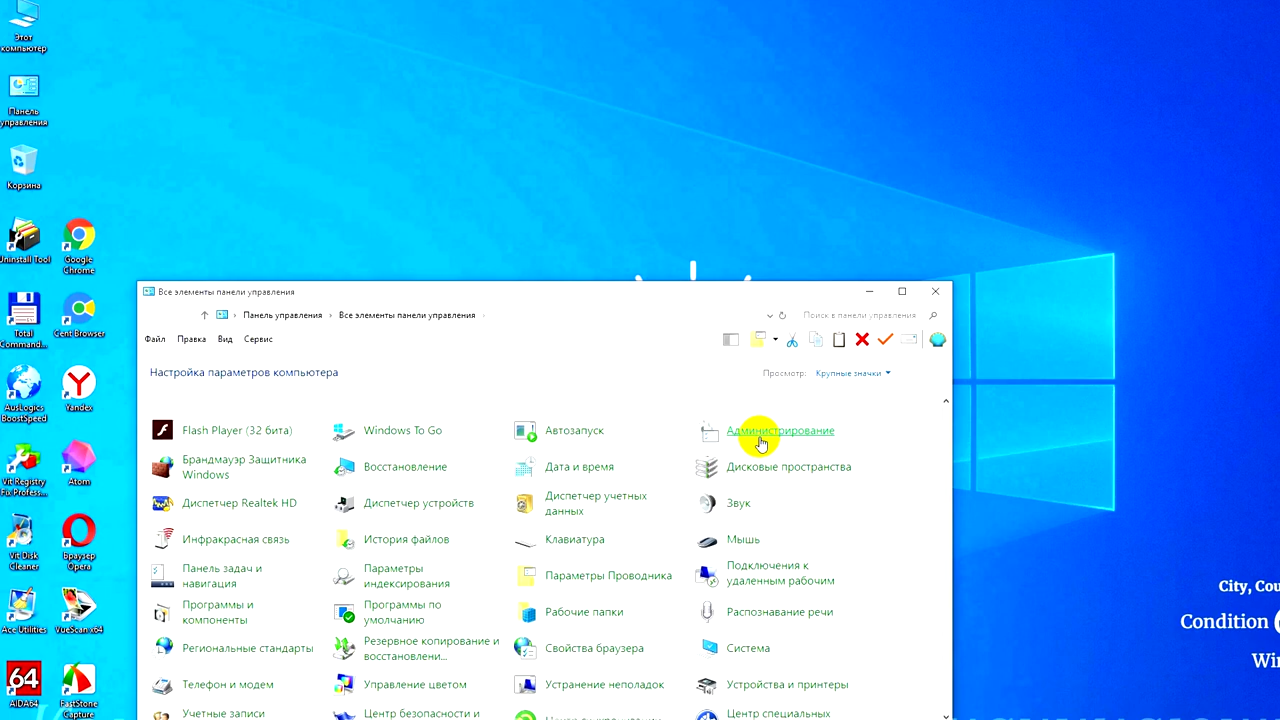 Этот
компьютер
Панель
управления
Корзина
Uninstall Tool
Google
Chrome
Total
Command...
Cent Browser
AusLogics
BoostSpeed
Yandex
Vit Registry
Fix Profess...
Atom
Vit Disk
Cleaner
Браузер
Opera
Ace Utilities
VueScan x64
64
AIDA64
FastStone
Capture
Все элементы панели управления
Панель управления › Все элементы панели управления
Поиск в панели управления
Файл Правка Вид Сервис
Настройка параметров компьютера
Просмотр: Крупные значки
Flash Player (32 бита)
Windows To Go
Автозапуск
Администрирование
Брандмауэр Защитника
Windows
Восстановление
Дата и время
Дисковые пространства
Диспетчер Realtek HD
Диспетчер устройств
Диспетчер учетных
данных
Звук
Инфракрасная связь
История файлов
Клавиатура
Мышь
Панель задач и
навигация
Параметры
индексирования
Параметры Проводника
Подключения к
удаленным рабочим
Программы и
компоненты
Программы по
умолчанию
Рабочие папки
Распознавание речи
Региональные стандарты
Резервное копирование и
восстановлени...
Свойства браузера
Система
Телефон и модем
Управление цветом
Устранение неполадок
Устройства и принтеры
Учетные записи
Центр безопасности и
Центр специальных
City, Cou
Condition (
Wi